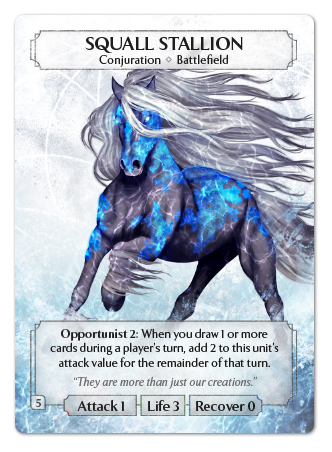 SQUALL STALLION
Conjuration ◇ Battlefield
Opportunist 2: When you draw 1 or more
cards during a player's turn, add 2 to this unit's
attack value for the remainder of that turn.
"They are more than just our creations."
5 Attack 1 Life 3 Recover 0